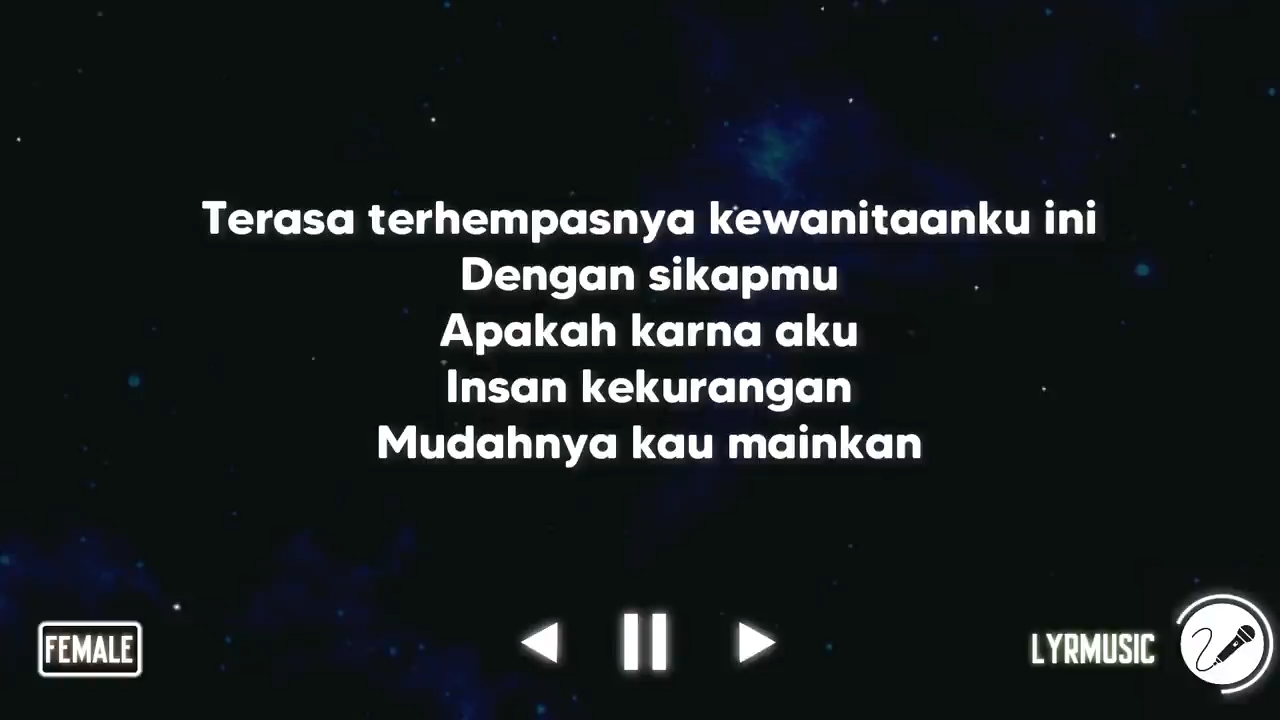 Terasa terhempasnya kewanitaanku ini
Dengan sikapmu
Apakah karna aku
Insan kekurangan
Mudahnya kau mainkan
FEMALE
LYRMUSIC